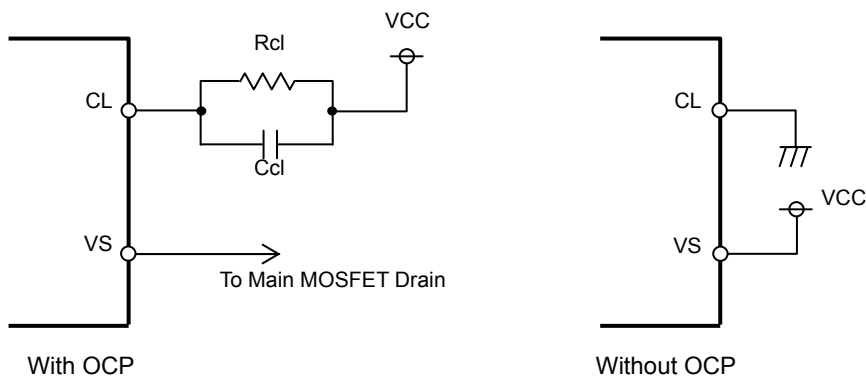 Rcl
VCC
CL
Ccl
VS
To Main MOSFET Drain
With OCP
CL
VCC
VS
Without OCP